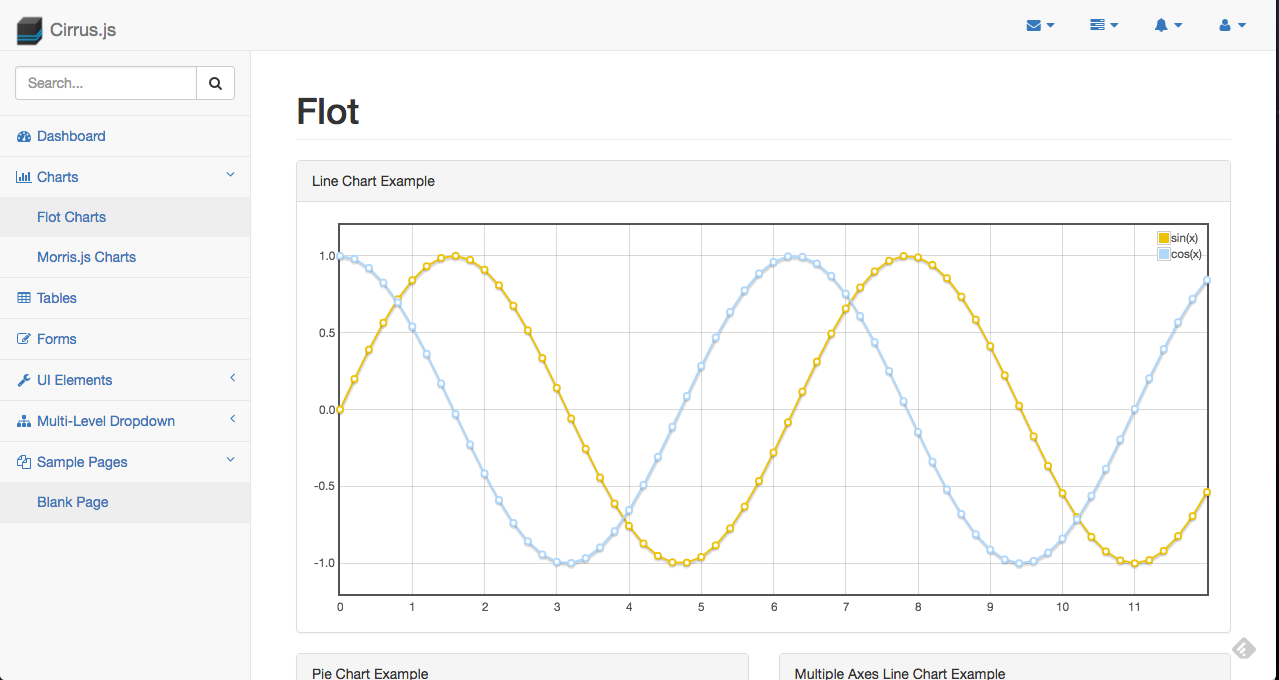 Cirrus.js
Search...
Dashboard
Charts
Flot Charts
Morris.js Charts
Tables
Forms
UI Elements
Multi-Level Dropdown
Sample Pages
Blank Page
Flot
Line Chart Example
sin(x)
cos(x)
1.0
0.5
0.0
-0.5
-1.0
0 1 2 3 4 5 6 7 8 9 10 11
Pie Chart Example
Multiple Axes Line Chart Example